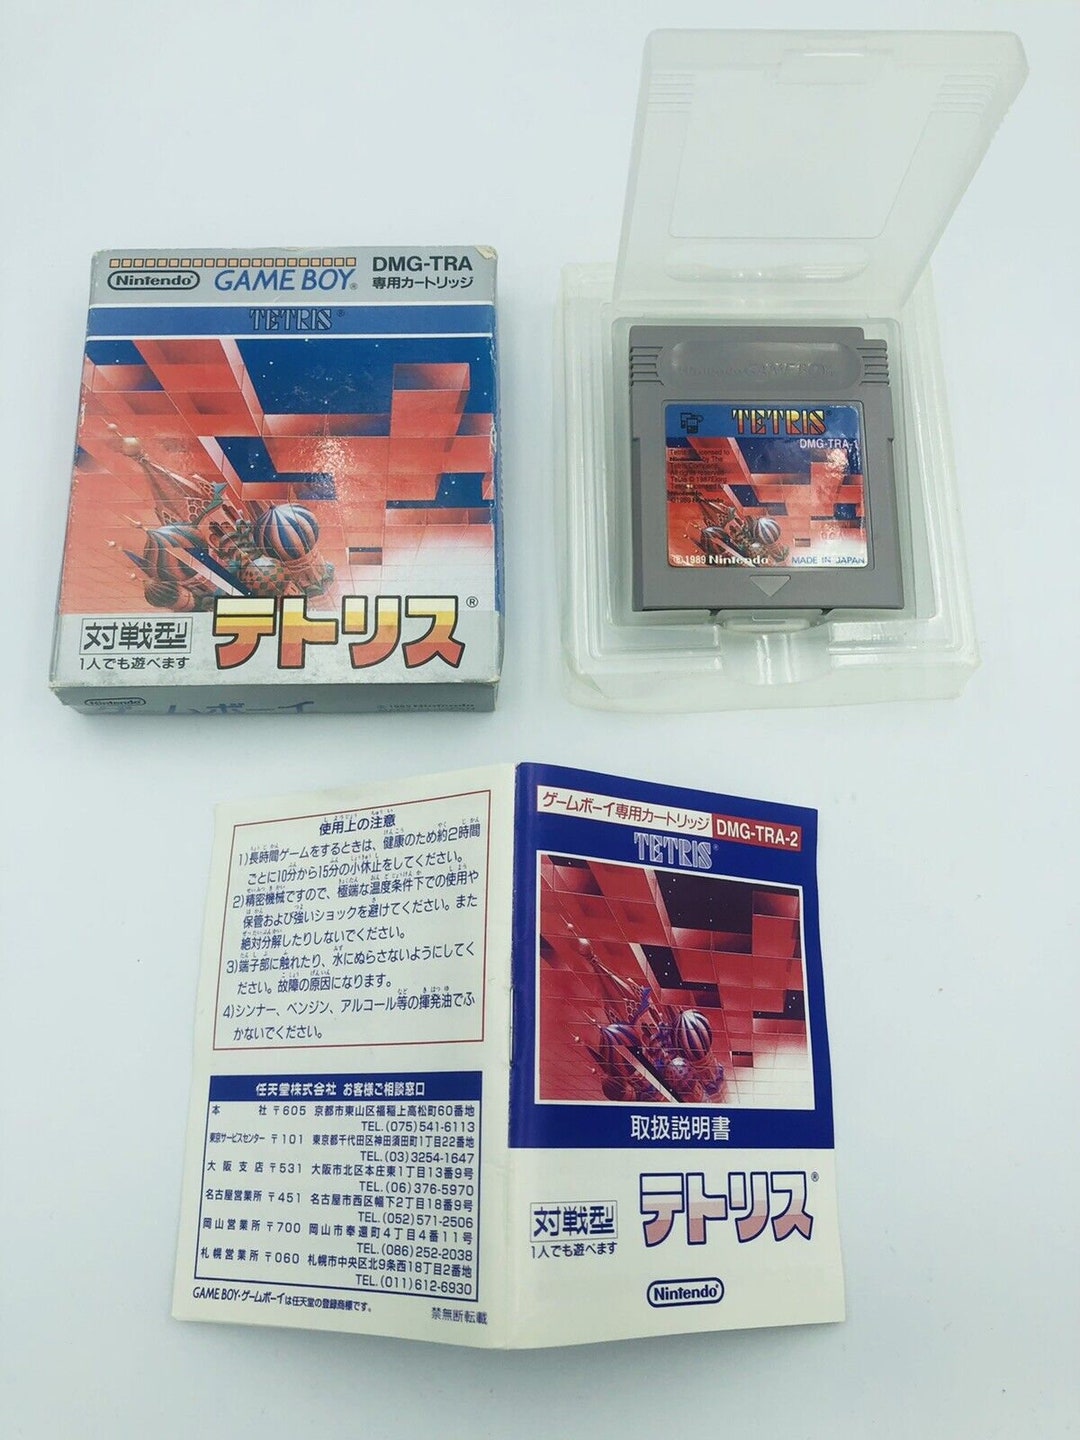 Nintendo GAME BOY® DMG-TRA
専用カートリッジ
TETRIS®
対戦型
1人でも遊べます
テトリス®
Nintendo
ゲームボーイ
Nintendo GAME BOY
TETRIS®
DMG-TRA-1
licensed to
Nintendo by The
Tetris Company.
All rights reserved.
©1989 Nintendo
MADE IN JAPAN
使用上の注意
1)長時間ゲームをするときは、健康のため約2時間
ごとに10分から15分の小休止をしてください。
2)精密機械ですので、極端な温度条件下での使用や
保管および強いショックを避けてください。また
絶対分解したりしないでください。
3)端子部に触れたり、水にぬらさないようにしてく
ださい。故障の原因になります。
4)シンナー、ベンジン、アルコール等の揮発油でふ
かないでください。
任天堂株式会社 お客様ご相談窓口
本社 〒605 京都市東山区福稲上高松町60番地
TEL.(075)541-6113
東京サービスセンター 〒101 東京都千代田区神田須田町1丁目22番地
TEL.(03)3254-1647
大阪支店 〒531 大阪市北区本庄東1丁目13番9号
TEL.(06)376-5970
名古屋営業所 〒451 名古屋市西区幅下2丁目18番9号
TEL.(052)571-2506
岡山営業所 〒700 岡山市奉還町4丁目4番11号
TEL.(086)252-2038
札幌営業所 〒060 札幌市中央区北9条西18丁目2番地
TEL.(011)612-6930
GAME BOY・ゲームボーイは任天堂の登録商標です。
禁無断転載
ゲームボーイ専用カートリッジ DMG-TRA-2
TETRIS®
取扱説明書
対戦型
1人でも遊べます
テトリス®
Nintendo®